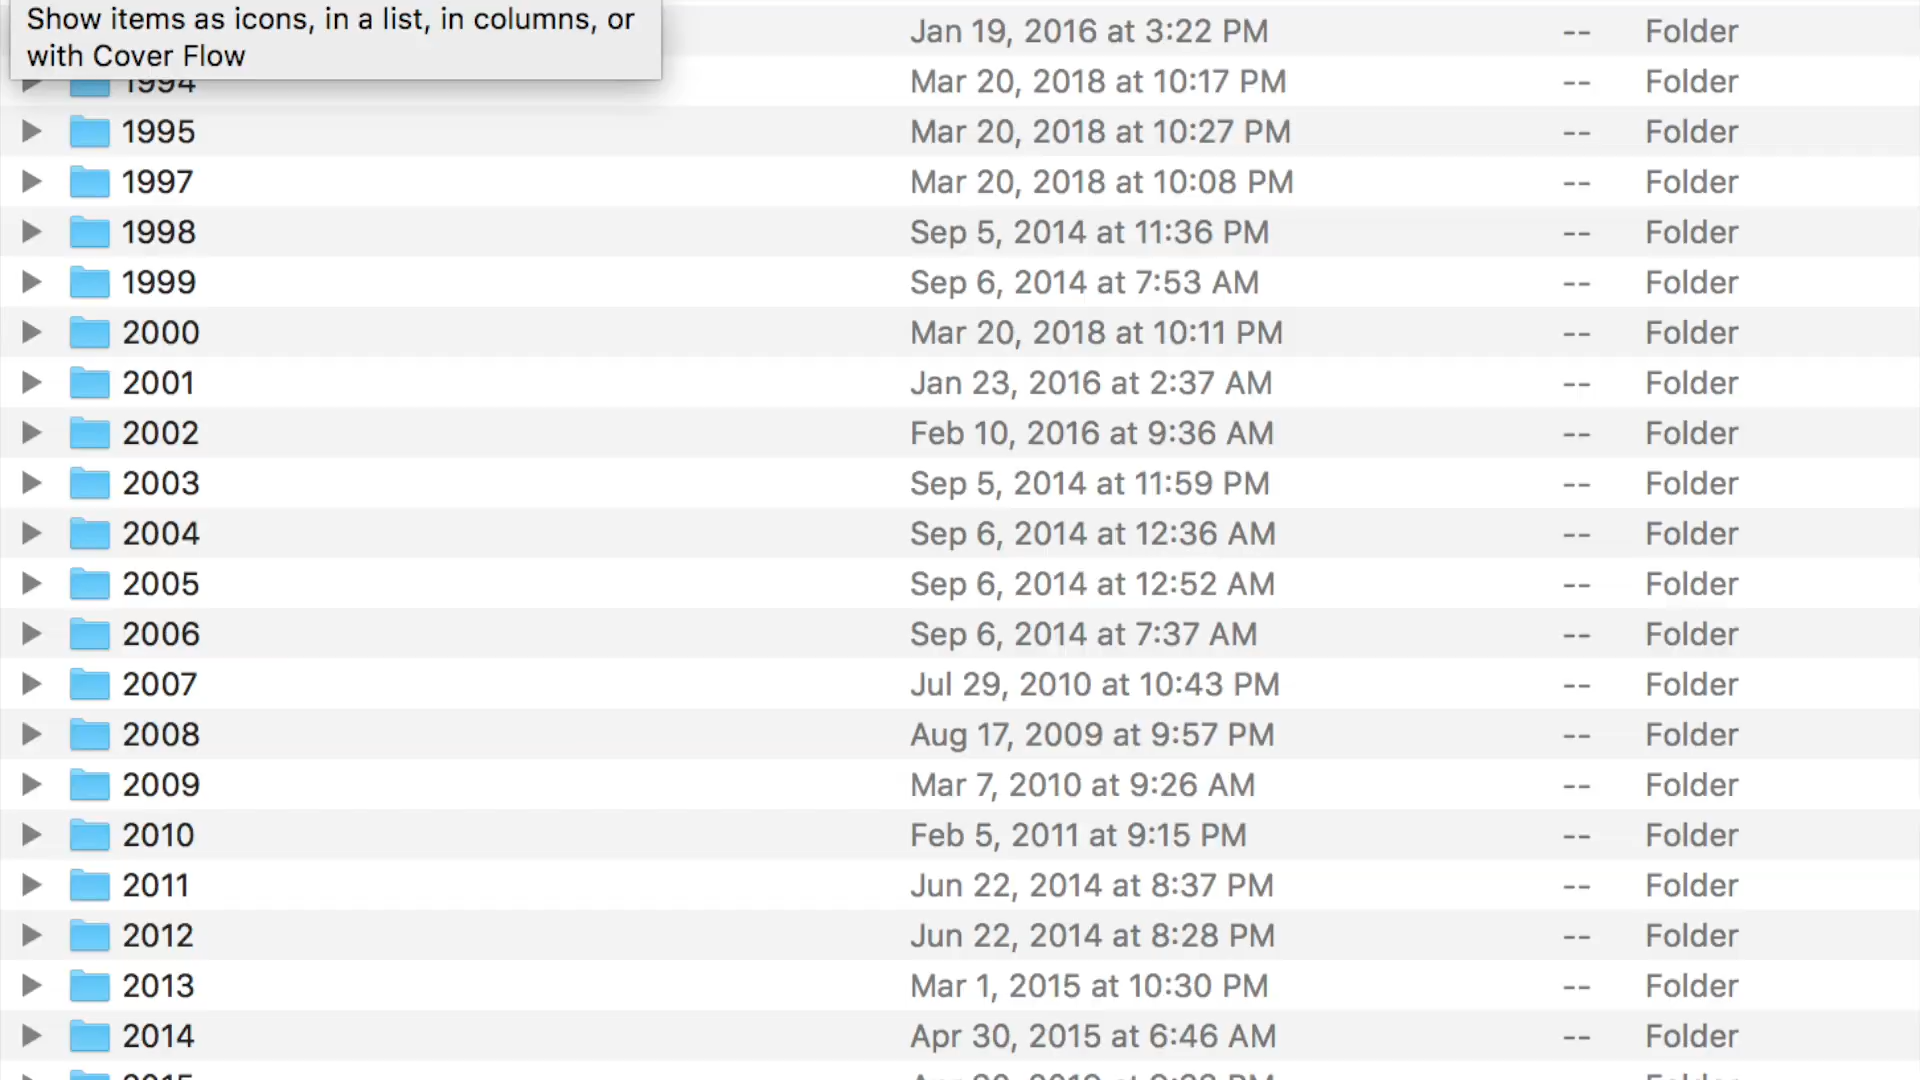 Show items as icons, in a list, in columns, or
with Cover Flow
Jan 19, 2016 at 3:22 PM -- Folder
1994 Mar 20, 2018 at 10:17 PM -- Folder
1995 Mar 20, 2018 at 10:27 PM -- Folder
1997 Mar 20, 2018 at 10:08 PM -- Folder
1998 Sep 5, 2014 at 11:36 PM -- Folder
1999 Sep 6, 2014 at 7:53 AM -- Folder
2000 Mar 20, 2018 at 10:11 PM -- Folder
2001 Jan 23, 2016 at 2:37 AM -- Folder
2002 Feb 10, 2016 at 9:36 AM -- Folder
2003 Sep 5, 2014 at 11:59 PM -- Folder
2004 Sep 6, 2014 at 12:36 AM -- Folder
2005 Sep 6, 2014 at 12:52 AM -- Folder
2006 Sep 6, 2014 at 7:37 AM -- Folder
2007 Jul 29, 2010 at 10:43 PM -- Folder
2008 Aug 17, 2009 at 9:57 PM -- Folder
2009 Mar 7, 2010 at 9:26 AM -- Folder
2010 Feb 5, 2011 at 9:15 PM -- Folder
2011 Jun 22, 2014 at 8:37 PM -- Folder
2012 Jun 22, 2014 at 8:28 PM -- Folder
2013 Mar 1, 2015 at 10:30 PM -- Folder
2014 Apr 30, 2015 at 6:46 AM -- Folder
2015